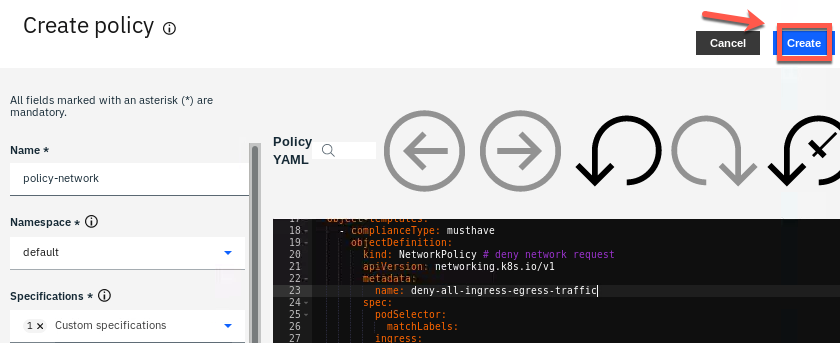 Create policy
Cancel
Create
All fields marked with an asterisk (*) are
mandatory.
Name *
policy-network
Namespace *
default
Specifications *
1 × Custom specifications
Policy
YAML
17 object-templates:
18 - complianceType: musthave
19 objectDefinition:
20 kind: NetworkPolicy # deny network request
21 apiVersion: networking.k8s.io/v1
22 metadata:
23 name: deny-all-ingress-egress-traffic
24 spec:
25 podSelector:
26 matchLabels:
27 ingress: